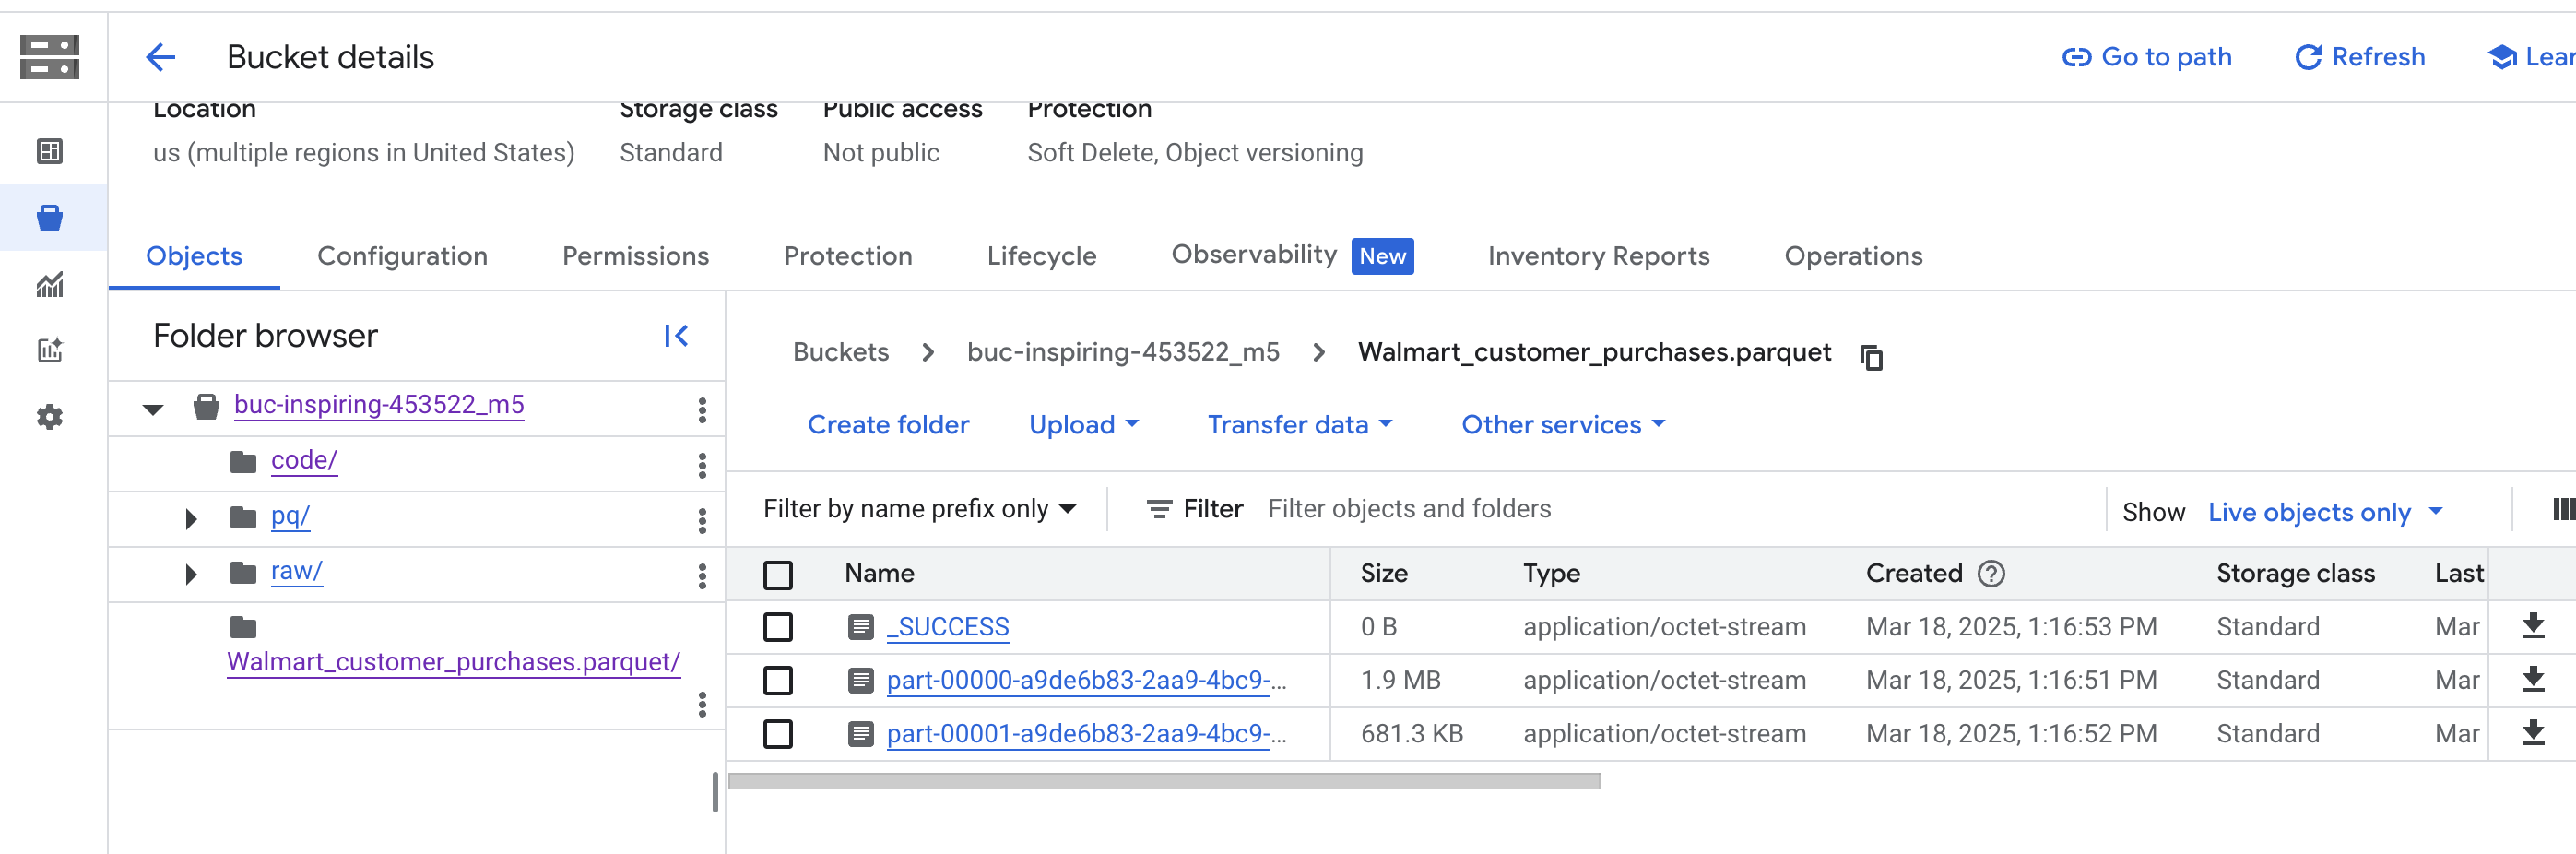 Bucket details
Go to path
Refresh
Lear
Location
Storage class
Public access
Protection
us (multiple regions in United States)
Standard
Not public
Soft Delete, Object versioning
Objects
Configuration
Permissions
Protection
Lifecycle
Observability New
Inventory Reports
Operations
Folder browser
buc-inspiring-453522_m5
code/
pq/
raw/
Walmart_customer_purchases.parquet/
Buckets > buc-inspiring-453522_m5 > Walmart_customer_purchases.parquet
Create folder
Upload
Transfer data
Other services
Filter by name prefix only
Filter Filter objects and folders
Show Live objects only
Name Size Type Created Storage class Last
_SUCCESS 0 B application/octet-stream Mar 18, 2025, 1:16:53 PM Standard Mar
part-00000-a9de6b83-2aa9-4bc9-... 1.9 MB application/octet-stream Mar 18, 2025, 1:16:51 PM Standard Mar
part-00001-a9de6b83-2aa9-4bc9-... 681.3 KB application/octet-stream Mar 18, 2025, 1:16:52 PM Standard Mar